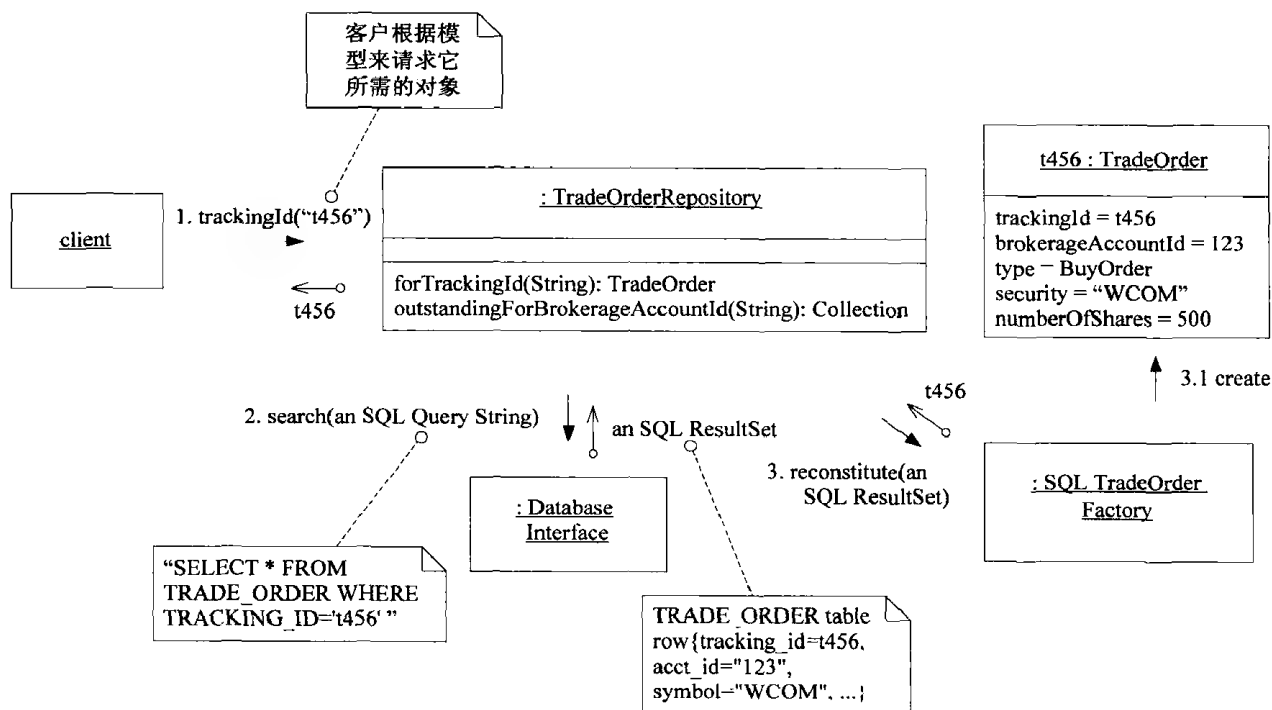 客户根据模
型来请求它
所需的对象
client
1. trackingId(“t456”)
t456
: TradeOrderRepository
forTrackingId(String): TradeOrder
outstandingForBrokerageAccountId(String): Collection
t456 : TradeOrder
trackingId = t456
brokerageAccountId = 123
type = BuyOrder
security = “WCOM”
numberOfShares = 500
3.1 create
t456
2. search(an SQL Query String)
an SQL ResultSet
3. reconstitute(an
SQL ResultSet)
: SQL TradeOrder
Factory
: Database
Interface
“SELECT * FROM
TRADE_ORDER WHERE
TRACKING_ID='t456' ”
TRADE_ORDER table
row{tracking_id=t456,
acct_id="123",
symbol="WCOM", ...}